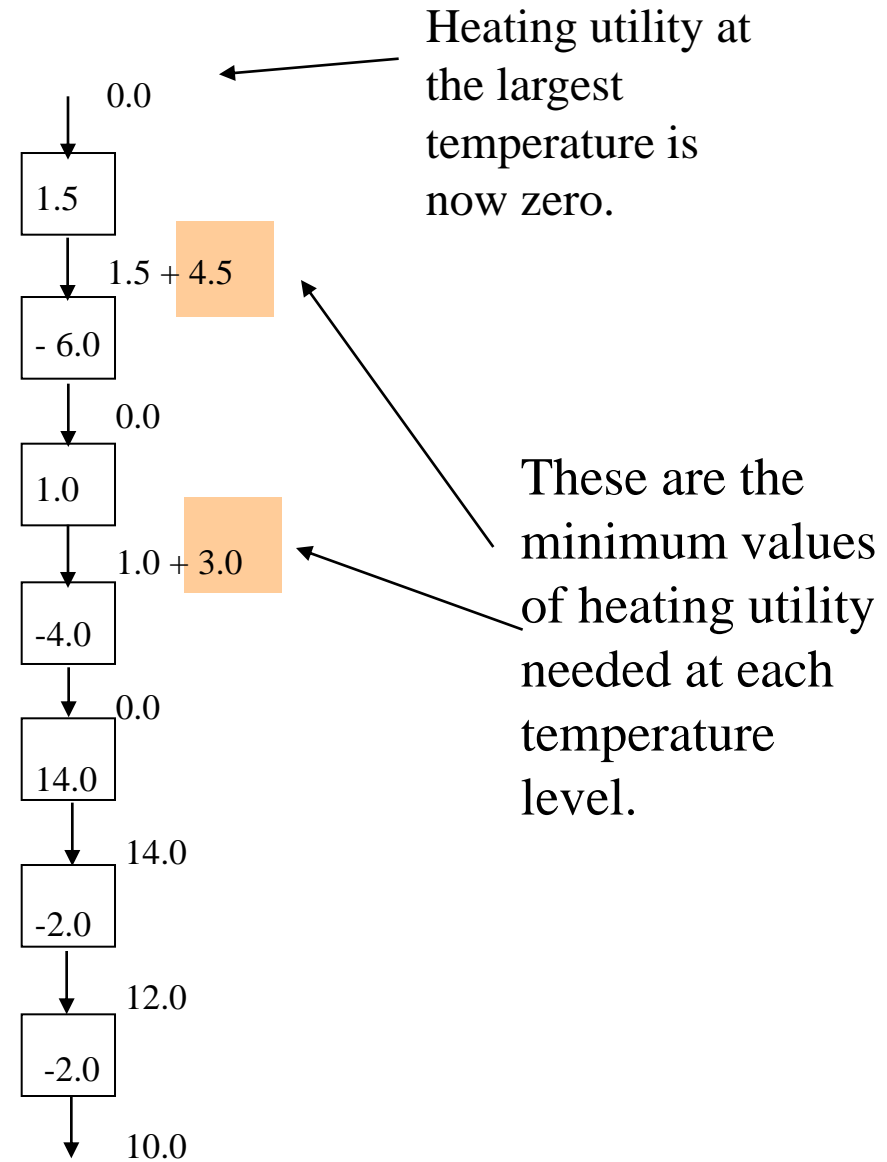 Heating utility at
the largest
temperature is
now zero.
0.0
1.5
1.5 + 4.5
- 6.0
0.0
1.0
1.0 + 3.0
-4.0
0.0
14.0
14.0
-2.0
12.0
-2.0
10.0
These are the
minimum values
of heating utility
needed at each
temperature
level.